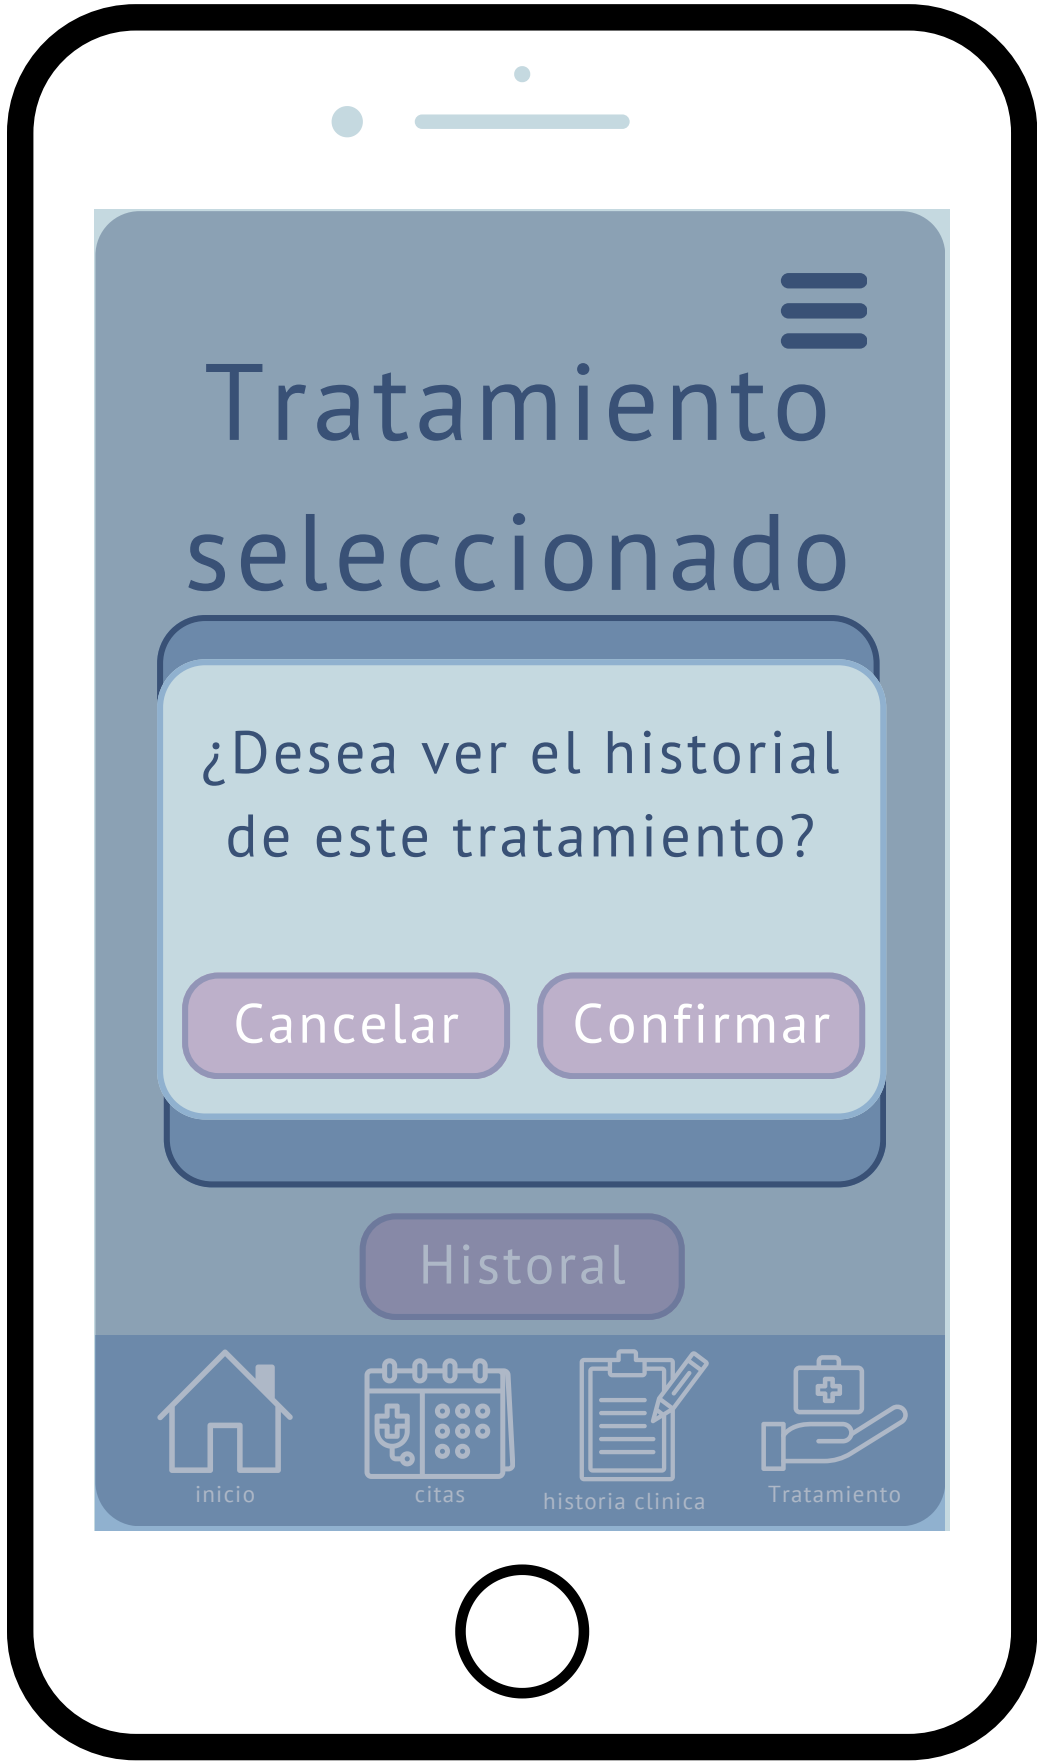 Tratamiento
seleccionado
¿Desea ver el historial
de este tratamiento?
Cancelar
Confirmar
Historal
inicio
citas
historia clinica
Tratamiento